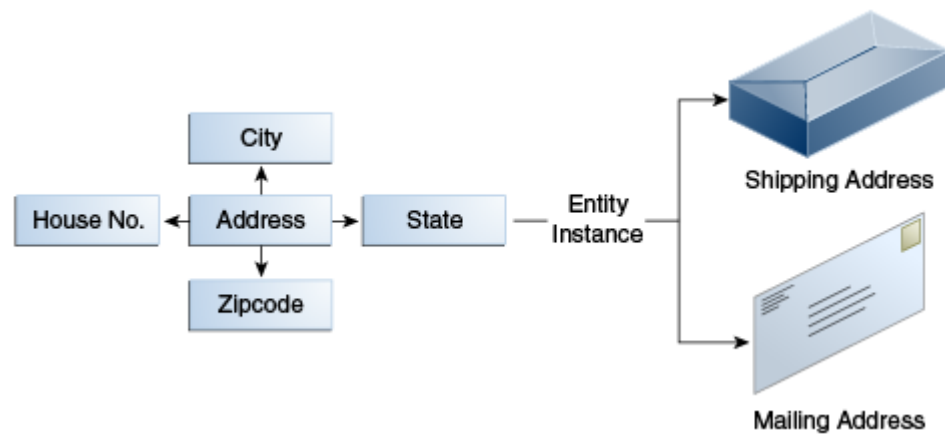 City
House No.
Address
State
Zipcode
Entity
Instance
Shipping Address
Mailing Address